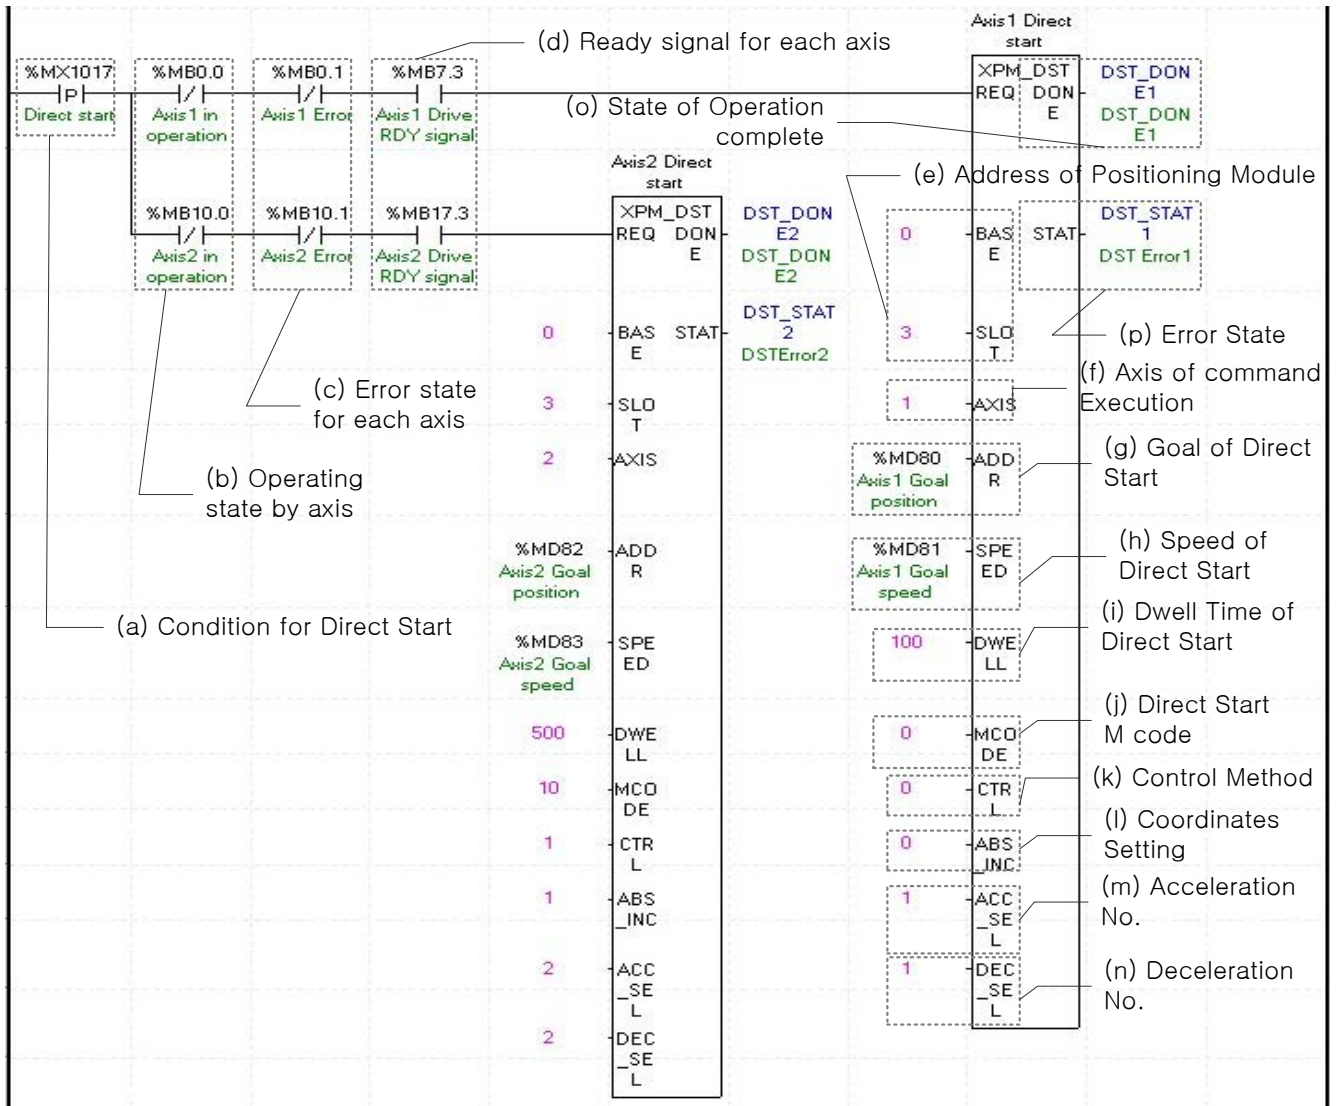 Axis1 Direct
start
(d) Ready signal for each axis
%MX1017
P
Direct start
%MB0.0
Axis1 in
operation
%MB0.1
Axis1 Error
%MB7.3
Axis1 Drive
RDY signal
XPM_DST
REQ DON
E
DST_DON
E1
DST_DON
E1
(o) State of Operation
complete
Axis2 Direct
start
(e) Address of Positioning Module
%MB10.0
Axis2 in
operation
%MB10.1
Axis2 Error
%MB17.3
Axis2 Drive
RDY signal
XPM_DST
REQ DON
E
DST_DON
E2
DST_DON
E2
0
BAS STAT
E
DST_STAT
1
DST Error1
0
BAS STAT
E
DST_STAT
2
DSTError2
3
SLO
T
(p) Error State
(c) Error state
for each axis
3
SLO
T
1
AXIS
(f) Axis of command
Execution
(b) Operating
state by axis
2
AXIS
%MD80
Axis1 Goal
position
ADD
R
(g) Goal of Direct
Start
%MD82
Axis2 Goal
position
ADD
R
%MD81
Axis1 Goal
speed
SPE
ED
(h) Speed of
Direct Start
(a) Condition for Direct Start
%MD83
Axis2 Goal
speed
SPE
ED
100
DWE
LL
(i) Dwell Time of
Direct Start
500
DWE
LL
0
MCO
DE
(j) Direct Start
M code
10
MCO
DE
0
CTR
L
(k) Control Method
1
CTR
L
0
ABS
_INC
(l) Coordinates
Setting
1
ABS
_INC
1
ACC
_SE
L
(m) Acceleration
No.
2
ACC
_SE
L
1
DEC
_SE
L
(n) Deceleration
No.
2
DEC
_SE
L